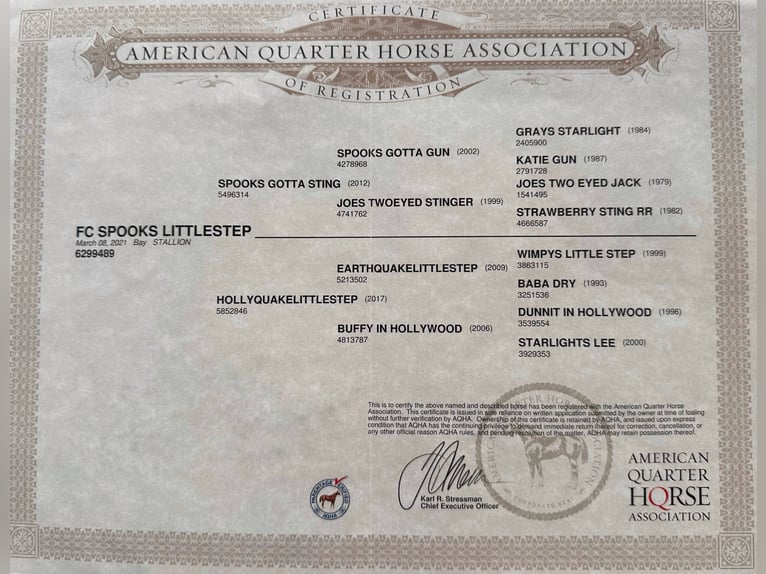 CERTIFICATE
AMERICAN QUARTER HORSE ASSOCIATION
OF REGISTRATION
GRAYS STARLIGHT (1984)
2405900
SPOOKS GOTTA GUN (2002)
4278968
KATIE GUN (1987)
2791728
SPOOKS GOTTA STING (2012)
5496314
JOES TWO EYED JACK (1979)
1541495
JOES TWOEYED STINGER (1999)
4741762
STRAWBERRY STING RR (1982)
4666587
FC SPOOKS LITTLESTEP
March 08, 2021 Bay STALLION
6299489
WIMPYS LITTLE STEP (1999)
3863115
EARTHQUAKELITTLESTEP (2009)
5213502
BABA DRY (1993)
3251536
HOLLYQUAKELITTLESTEP (2017)
5852846
DUNNIT IN HOLLYWOOD (1996)
3539554
BUFFY IN HOLLYWOOD (2006)
4813787
STARLIGHTS LEE (2000)
3929353
This is to certify the above named and described horse has been registered with the American Quarter Horse
Association. This certificate is issued in sole reliance on written application submitted by the owner at time of foaling
without further verification by AQHA. Ownership of this certificate is retained by AQHA, and issued upon express
condition that AQHA has the continuing privilege to demand immediate return thereof for correction, cancellation, or
any other official reason AQHA rules, and pending resolution of the matter, AQHA may retain possession thereof.
PARENTAGE VERIFIED
AQHA
Karl R. Stressman
Chief Executive Officer
AMERICAN QUARTER HORSE ASSOCIATION
CORPORATE SEAL
AMERICAN
QUARTER
HORSE
ASSOCIATION